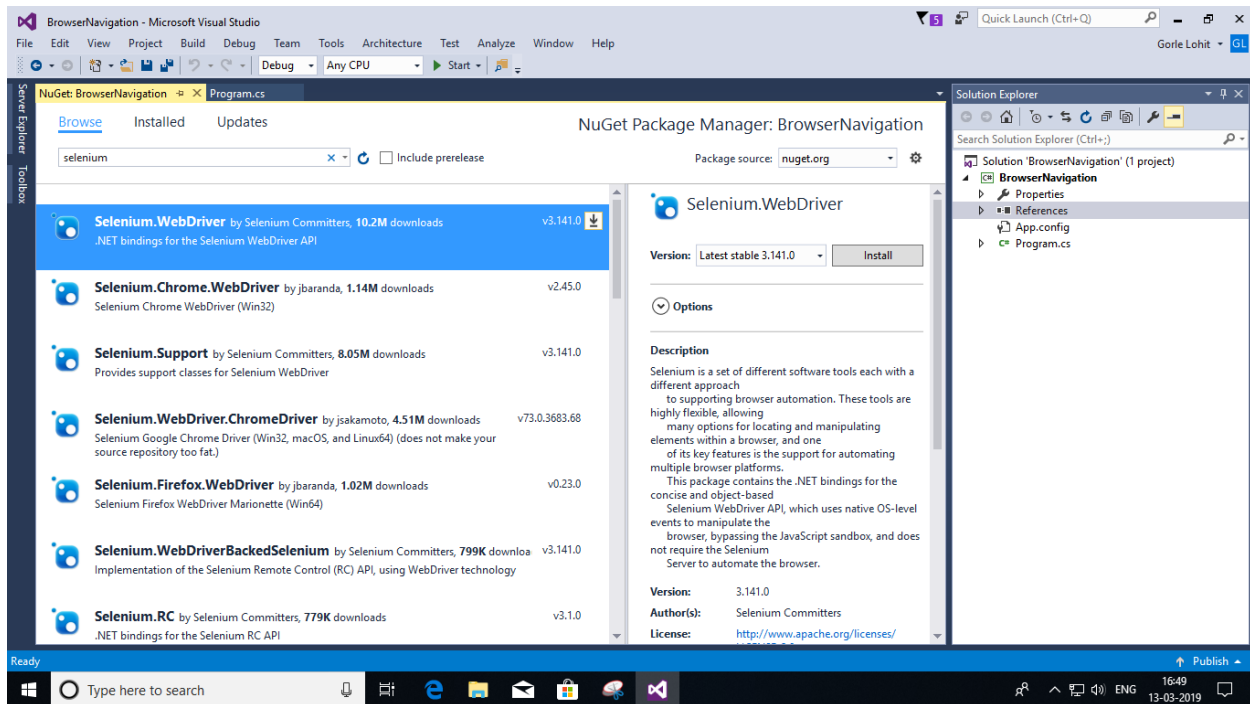 BrowserNavigation - Microsoft Visual Studio
5
Quick Launch (Ctrl+Q)
File Edit View Project Build Debug Team Tools Architecture Test Analyze Window Help
Gorle Lohit GL
Debug Any CPU Start
Server Explorer
Toolbox
NuGet: BrowserNavigation Program.cs
Browse Installed Updates
NuGet Package Manager: BrowserNavigation
selenium
Include prerelease
Package source: nuget.org
Selenium.WebDriver by Selenium Committers, 10.2M downloads v3.141.0
.NET bindings for the Selenium WebDriver API
Selenium.Chrome.WebDriver by jbaranda, 1.14M downloads v2.45.0
Selenium Chrome WebDriver (Win32)
Selenium.Support by Selenium Committers, 8.05M downloads v3.141.0
Provides support classes for Selenium WebDriver
Selenium.WebDriver.ChromeDriver by jsakamoto, 4.51M downloads v73.0.3683.68
Selenium Google Chrome Driver (Win32, macOS, and Linux64) (does not make your
source repository too fat.)
Selenium.Firefox.WebDriver by jbaranda, 1.02M downloads v0.23.0
Selenium Firefox WebDriver Marionette (Win64)
Selenium.WebDriverBackedSelenium by Selenium Committers, 799K downloa v3.141.0
Implementation of the Selenium Remote Control (RC) API, using WebDriver technology
Selenium.RC by Selenium Committers, 779K downloads v3.1.0
.NET bindings for the Selenium RC API
Selenium.WebDriver
Version: Latest stable 3.141.0 Install
Options
Description
Selenium is a set of different software tools each with a
different approach
to supporting browser automation. These tools are
highly flexible, allowing
many options for locating and manipulating
elements within a browser, and one
of its key features is the support for automating
multiple browser platforms.
This package contains the .NET bindings for the
concise and object-based
Selenium WebDriver API, which uses native OS-level
events to manipulate the
browser, bypassing the JavaScript sandbox, and does
not require the Selenium
Server to automate the browser.
Version: 3.141.0
Author(s): Selenium Committers
License: http://www.apache.org/licenses/
Solution Explorer
Search Solution Explorer (Ctrl+;)
Solution 'BrowserNavigation' (1 project)
C# BrowserNavigation
Properties
References
App.config
C# Program.cs
Ready
Publish
Type here to search
ENG
16:49
13-03-2019